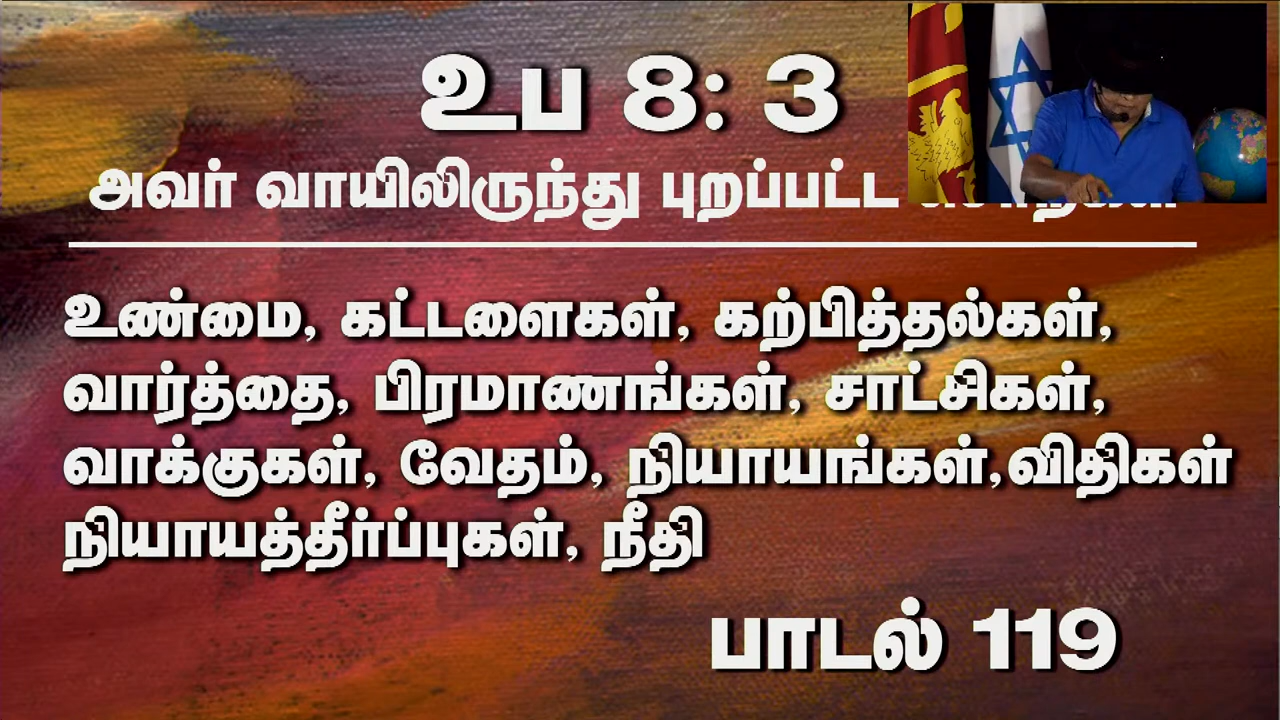 உப 8: 3
அவர் வாயிலிருந்து புறப்பட்ட
உண்மை, கட்டளைகள், கற்பித்தல்கள்,
வார்த்தை, பிரமாணங்கள், சாட்சிகள்,
வாக்குகள், வேதம், நியாயங்கள்,விதிகள்
நியாயத்தீர்ப்புகள், நீதி
பாடல் 119